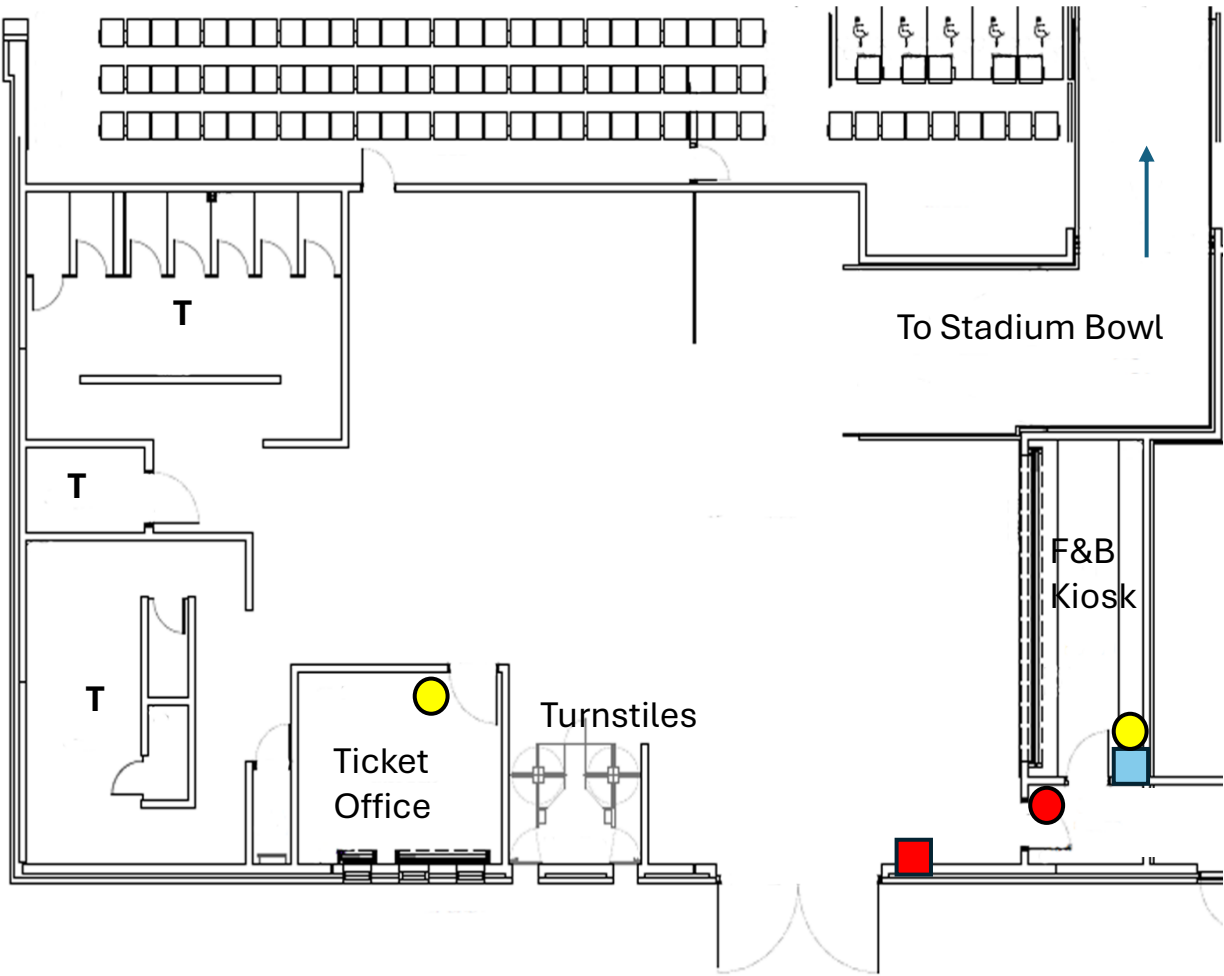 T
To Stadium Bowl
T
F&B
Kiosk
T
Turnstiles
Ticket
Office